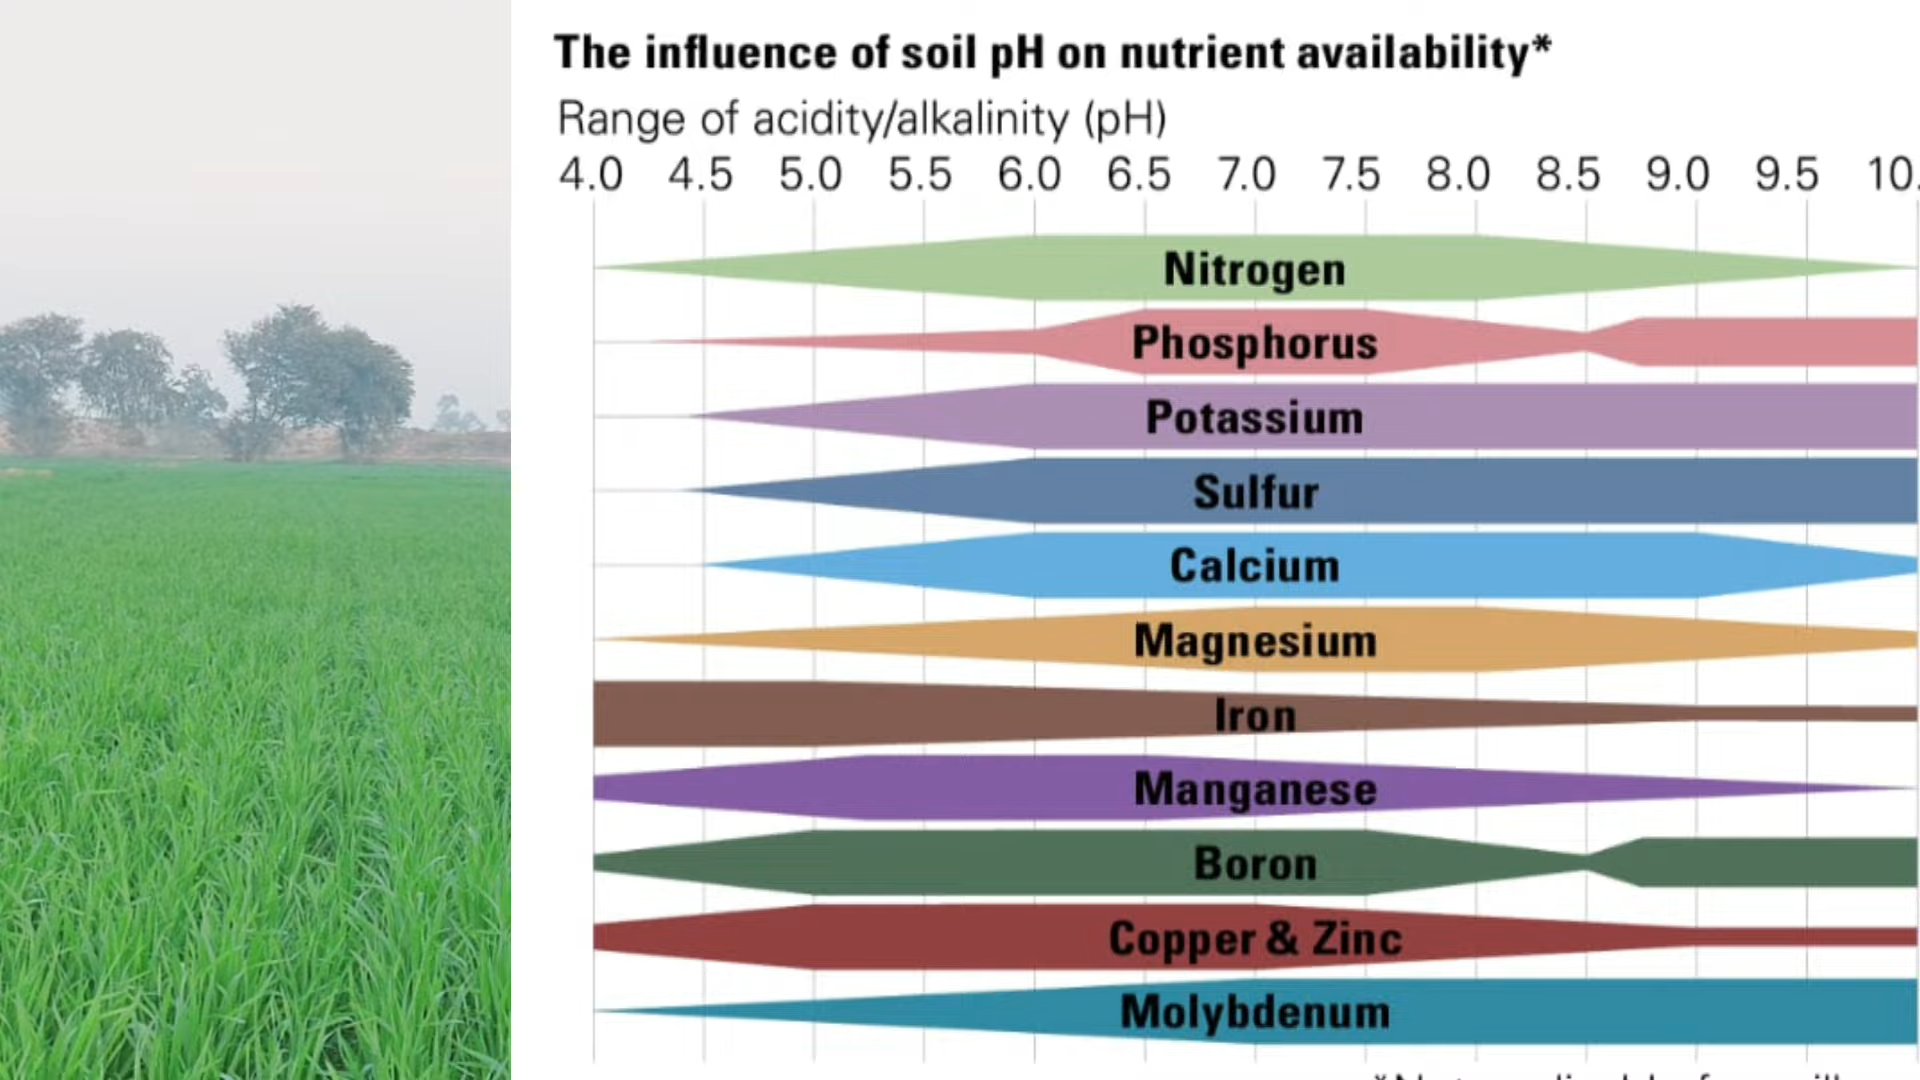 The influence of soil pH on nutrient availability*
Range of acidity/alkalinity (pH)
4.0 4.5 5.0 5.5 6.0 6.5 7.0 7.5 8.0 8.5 9.0 9.5 10.
Nitrogen
Phosphorus
Potassium
Sulfur
Calcium
Magnesium
Iron
Manganese
Boron
Copper & Zinc
Molybdenum